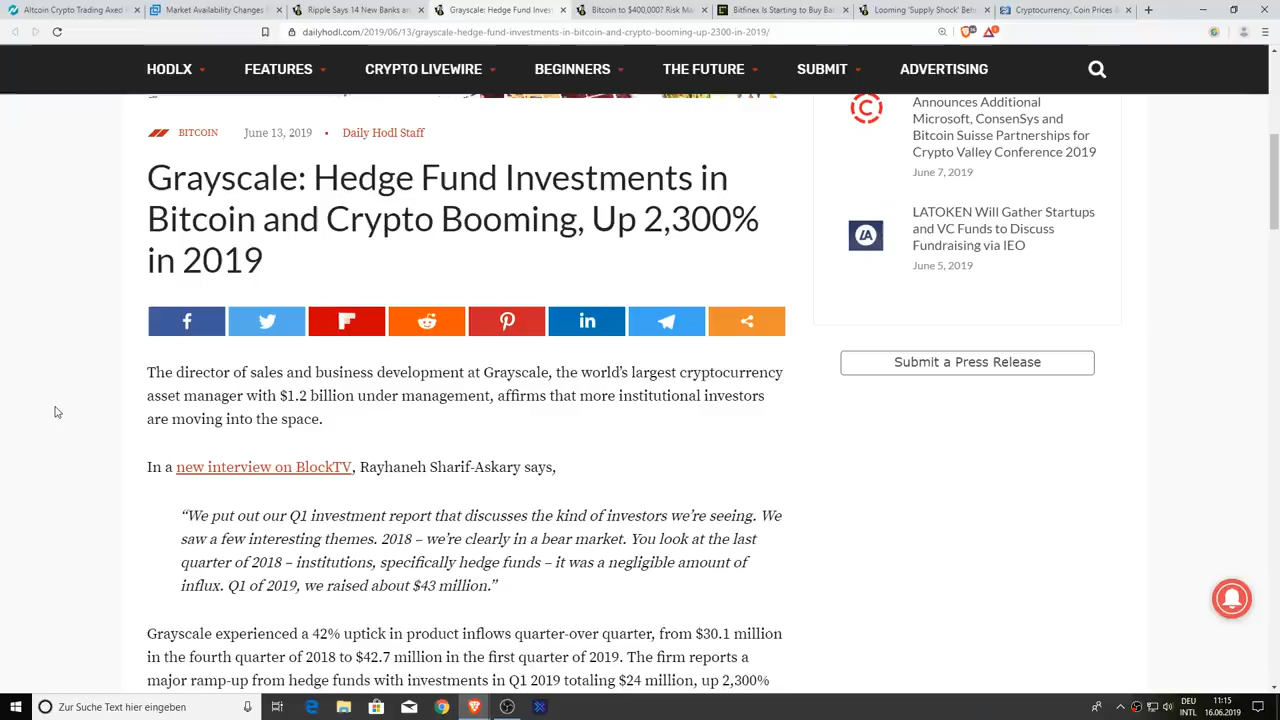 Altcoin Crypto Trading Axed F
Market Availability Changes F
Ripple Says 14 New Banks an
Grayscale: Hedge Fund Invest
Bitcoin to $400,000? Risk Ma
Bitfinex Is Starting to Buy Ba
Looming 'Supply Shock' Beh
Cryptocurrency, Coin Prices &
dailyhodl.com/2019/06/13/grayscale-hedge-fund-investments-in-bitcoin-and-crypto-booming-up-2300-in-2019/
HODLX
FEATURES
CRYPTO LIVEWIRE
BEGINNERS
THE FUTURE
SUBMIT
ADVERTISING
BITCOIN June 13, 2019 • Daily Hodl Staff
Grayscale: Hedge Fund Investments in
Bitcoin and Crypto Booming, Up 2,300%
in 2019
The director of sales and business development at Grayscale, the world’s largest cryptocurrency
asset manager with $1.2 billion under management, affirms that more institutional investors
are moving into the space.
In a new interview on BlockTV, Rayhaneh Sharif-Askary says,
“We put out our Q1 investment report that discusses the kind of investors we’re seeing. We
saw a few interesting themes. 2018 – we’re clearly in a bear market. You look at the last
quarter of 2018 – institutions, specifically hedge funds – it was a negligible amount of
influx. Q1 of 2019, we raised about $43 million.”
Grayscale experienced a 42% uptick in product inflows quarter-over quarter, from $30.1 million
in the fourth quarter of 2018 to $42.7 million in the first quarter of 2019. The firm reports a
major ramp-up from hedge funds with investments in Q1 2019 totaling $24 million, up 2,300%
Announces Additional
Microsoft, ConsenSys and
Bitcoin Suisse Partnerships for
Crypto Valley Conference 2019
June 7, 2019
LATOKEN Will Gather Startups
and VC Funds to Discuss
Fundraising via IEO
June 5, 2019
Submit a Press Release
Zur Suche Text hier eingeben
DEU
INTL
11:15
16.06.2019